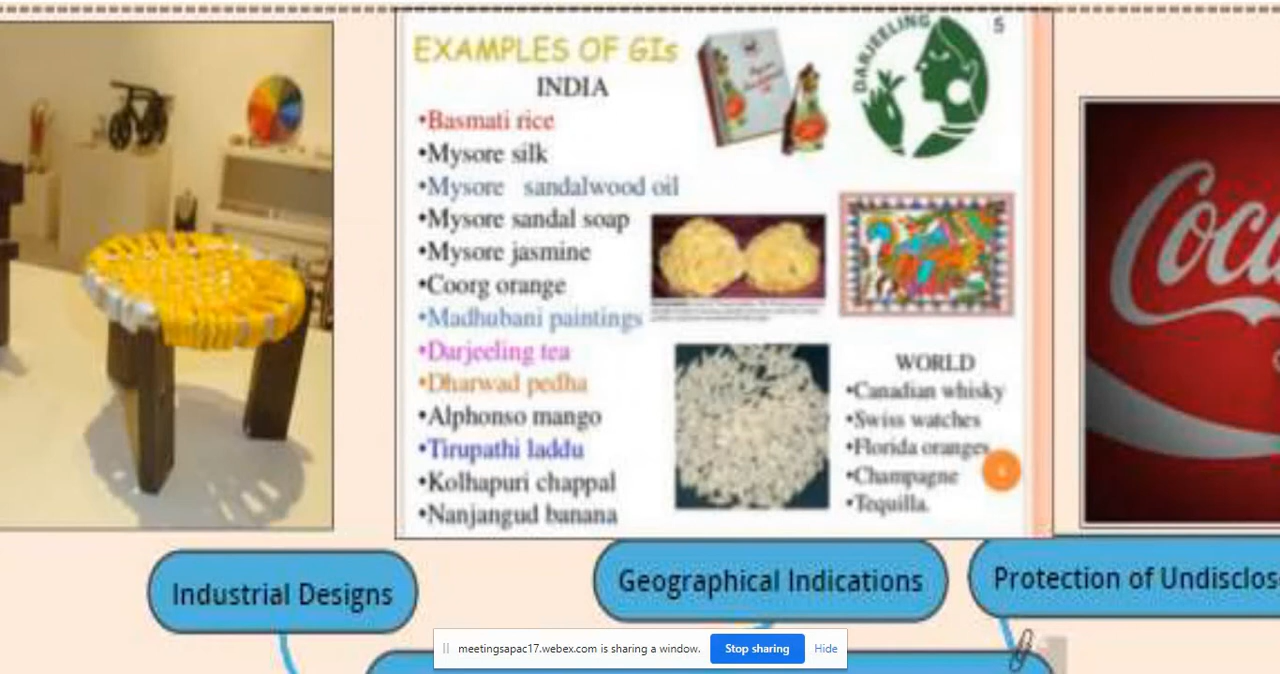 EXAMPLES OF GIs
INDIA
•Basmati rice
•Mysore silk
•Mysore sandalwood oil
•Mysore sandal soap
•Mysore jasmine
•Coorg orange
•Madhubani paintings
•Darjeeling tea
•Dharwad pedha
•Alphonso mango
•Tirupathi laddu
•Kolhapuri chappal
•Nanjangud banana
DARJEELING
5
WORLD
•Canadian whisky
•Swiss watches
•Florida oranges
•Champagne
•Tequilla.
Coca
Industrial Designs
Geographical Indications
Protection of Undisclos
meetingsapac17.webex.com is sharing a window.
Stop sharing
Hide